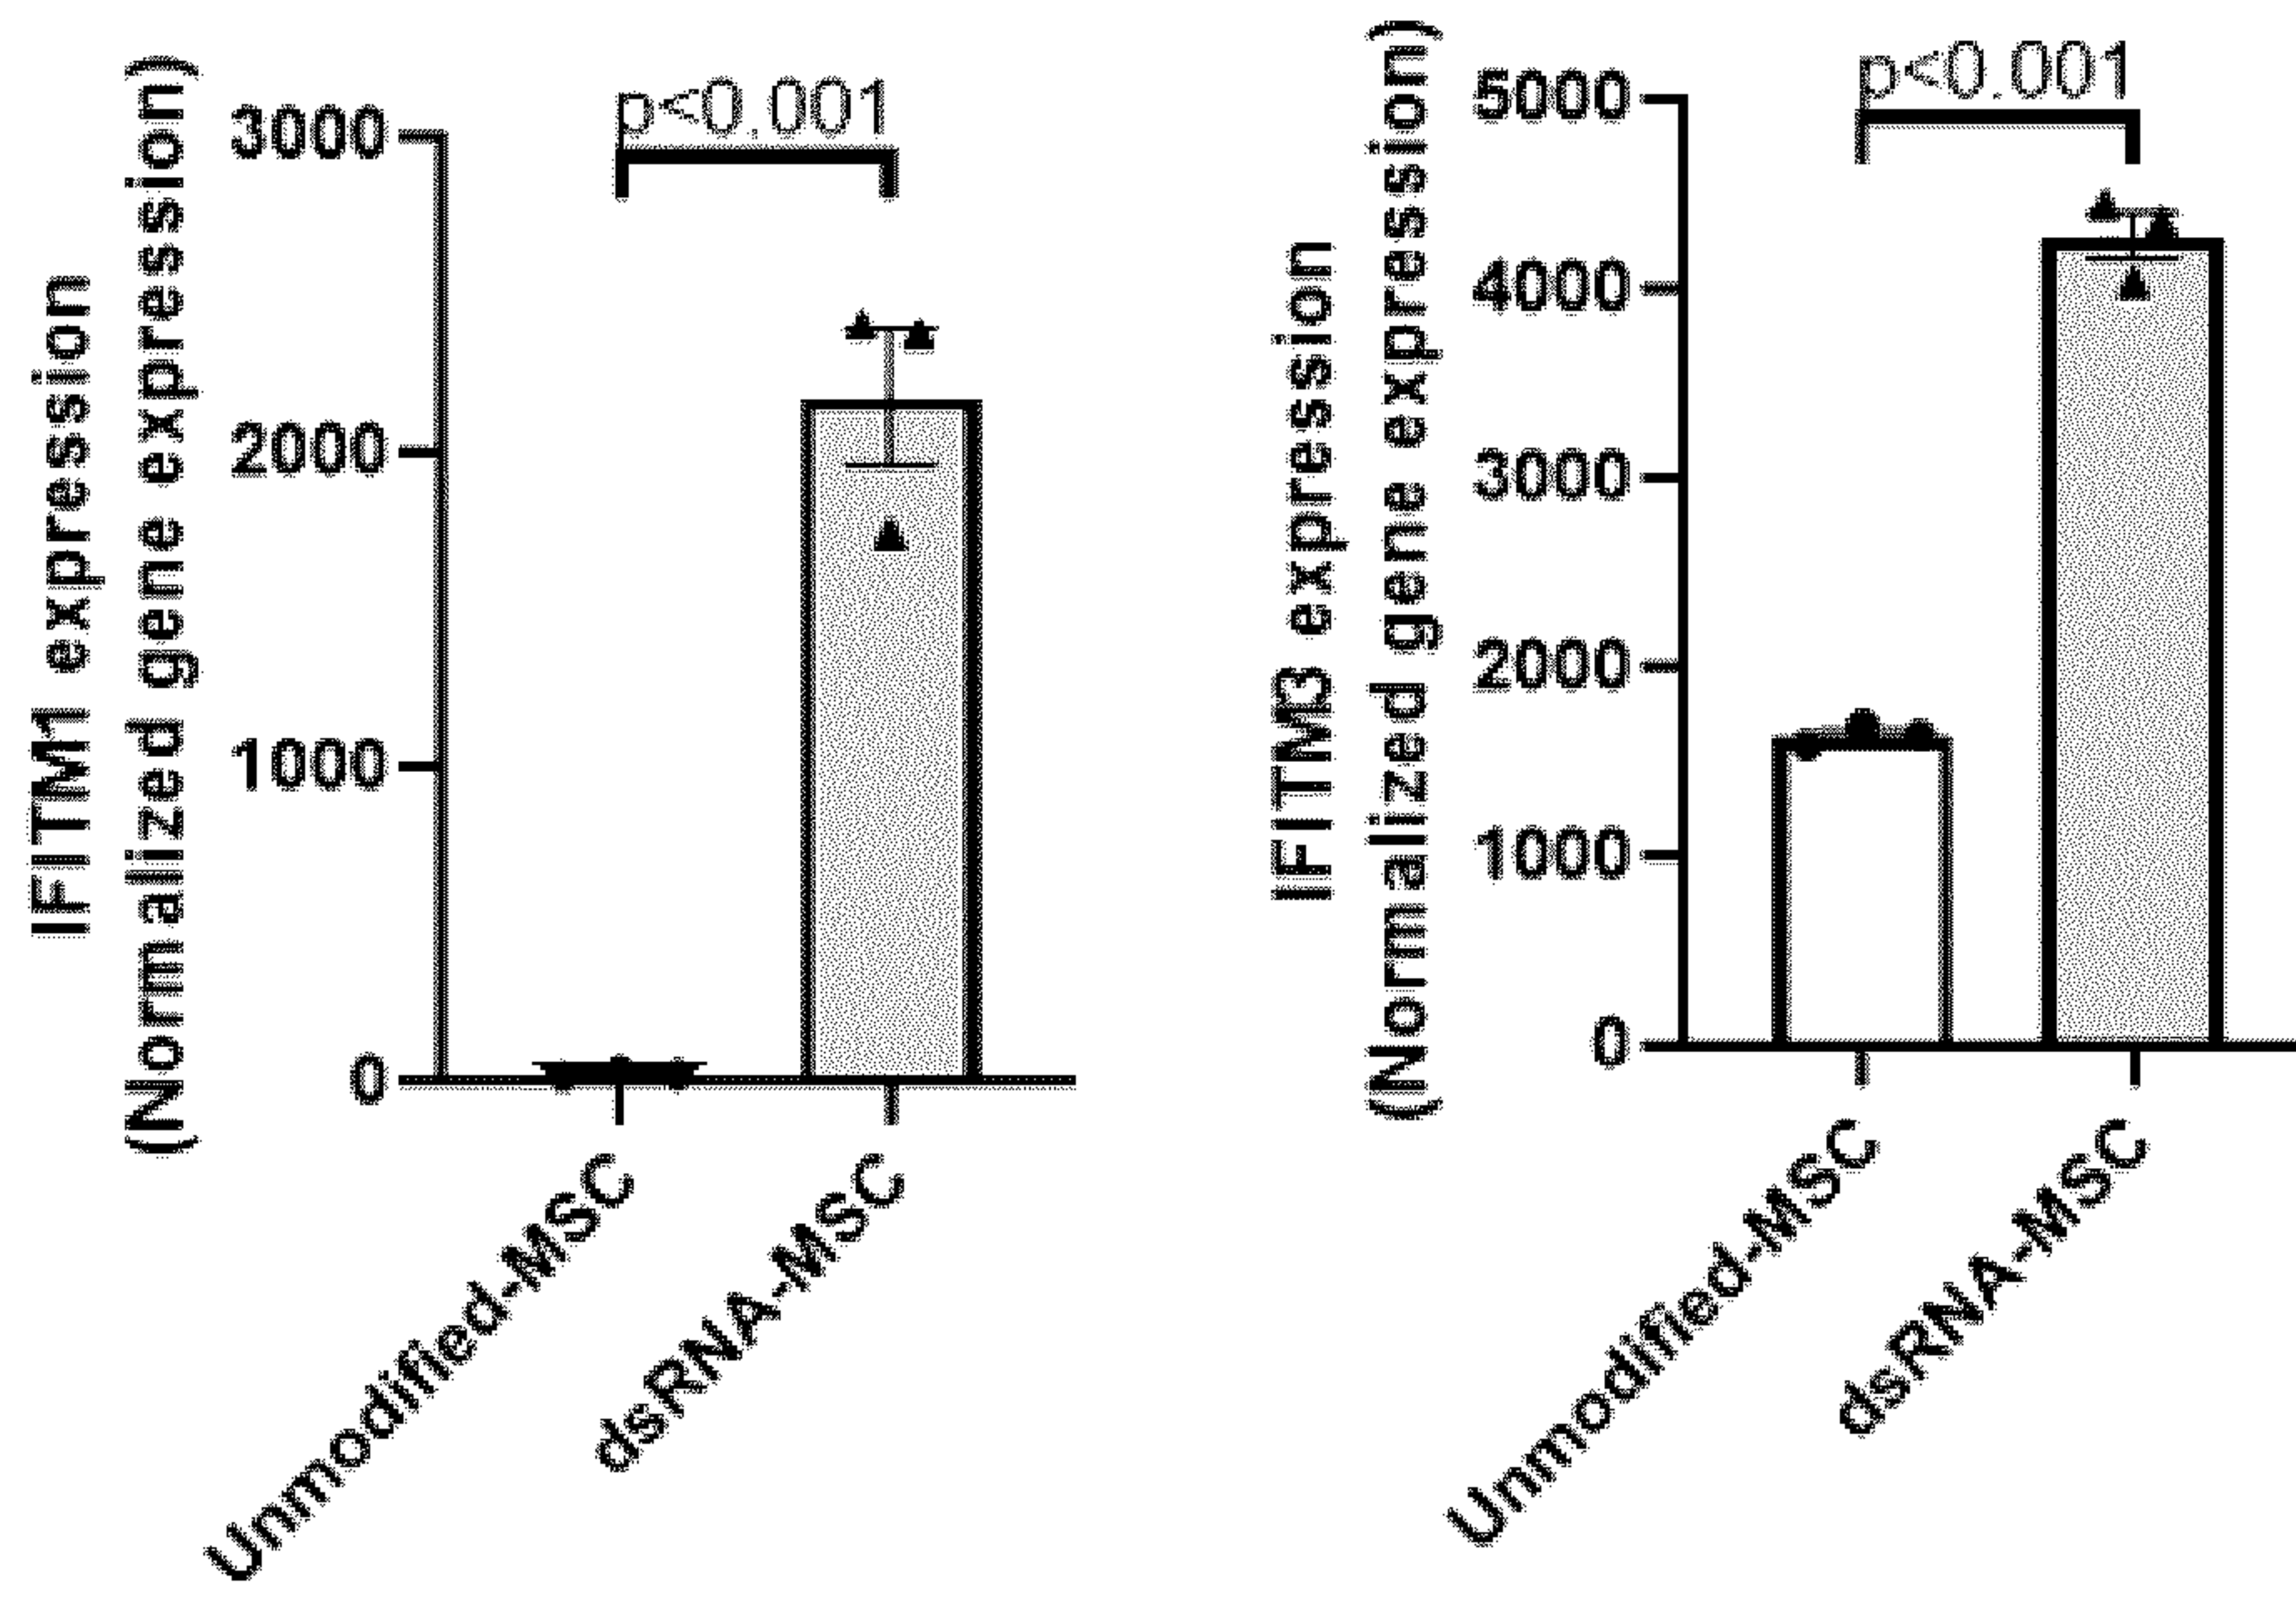 IFITM1 expression
(Normalized gene expression)
3000
2000
1000
0
p<0.001
Unmodified-MSC
dsRNA-MSC
IFITM3 expression
(Normalized gene expression)
5000
4000
3000
2000
1000
0
p<0.001
Unmodified-MSC
dsRNA-MSC